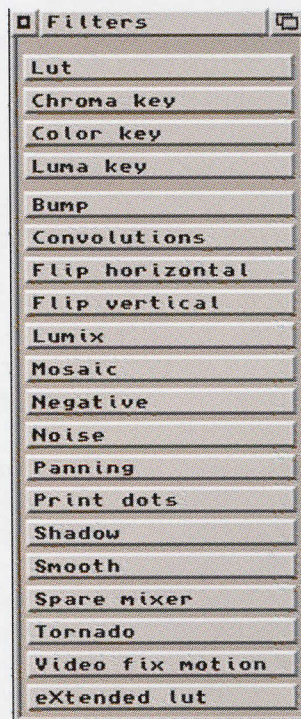 Filters
Lut
Chroma key
Color key
Luma key
Bump
Convolutions
Flip horizontal
Flip vertical
Lumix
Mosaic
Negative
Noise
Panning
Print dots
Shadow
Smooth
Spare mixer
Tornado
Video fix motion
eXtended lut